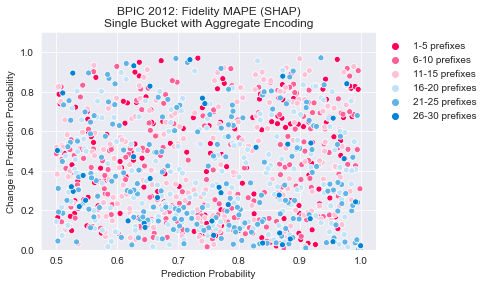 BPIC 2012: Fidelity MAPE (SHAP)
Single Bucket with Aggregate Encoding
Change in Prediction Probability
1.0
0.8
0.6
0.4
0.2
0.0
0.5
0.6
0.7
0.8
0.9
1.0
Prediction Probability
1-5 prefixes
6-10 prefixes
11-15 prefixes
16-20 prefixes
21-25 prefixes
26-30 prefixes